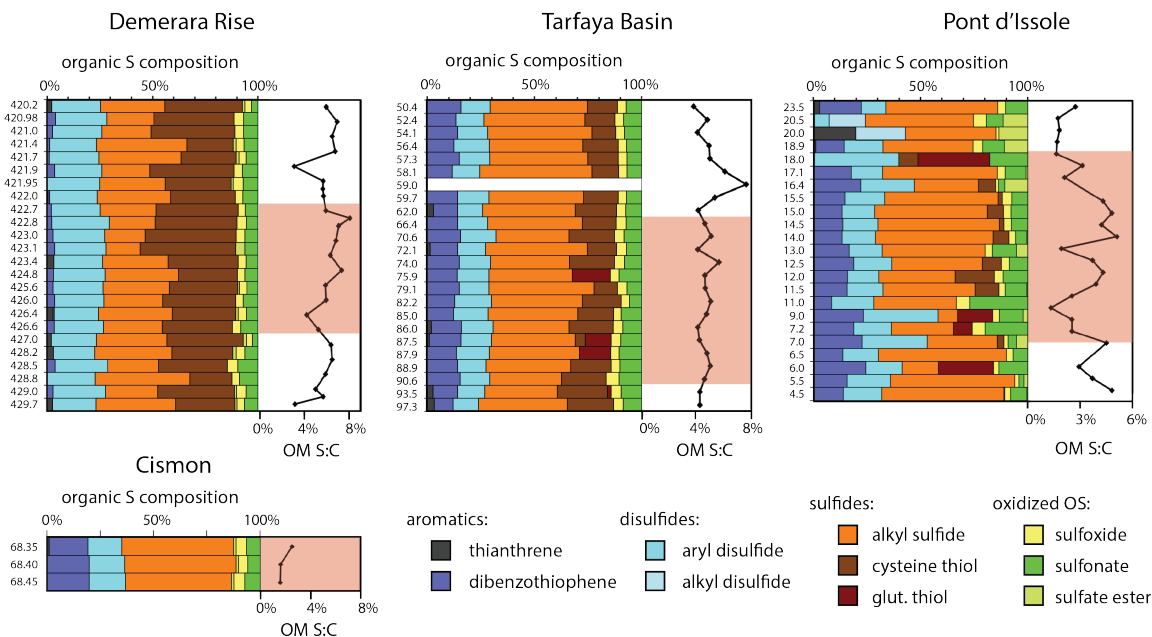 Demerara Rise
organic S composition
0% 50% 100%
420.2
420.98
421.0
421.4
421.7
421.9
421.95
422.0
422.7
422.8
423.0
423.1
423.4
424.8
425.6
426.0
426.4
426.6
427.0
428.2
428.5
428.8
429.0
429.7
0% 4% 8%
OM S:C
Tarfaya Basin
organic S composition
0% 50% 100%
50.4
52.4
54.1
56.4
57.3
58.1
59.0
59.7
62.0
66.4
70.6
72.1
74.0
75.9
79.1
82.2
85.0
86.0
87.5
87.9
88.9
90.6
93.5
97.3
0% 4% 8%
OM S:C
Pont d’Issole
organic S composition
0% 50% 100%
23.5
20.5
20.0
18.9
18.0
17.1
16.4
15.5
15.0
14.5
14.0
13.0
12.5
12.0
11.5
11.0
9.0
7.2
7.0
6.5
6.0
5.5
4.5
0% 3% 6%
OM S:C
Cismon
organic S composition
0% 50% 100%
68.35
68.40
68.45
0% 4% 8%
OM S:C
aromatics:
thianthrene
dibenzothiophene
disulfides:
aryl disulfide
alkyl disulfide
sulfides:
alkyl sulfide
cysteine thiol
glut. thiol
oxidized OS:
sulfoxide
sulfonate
sulfate ester